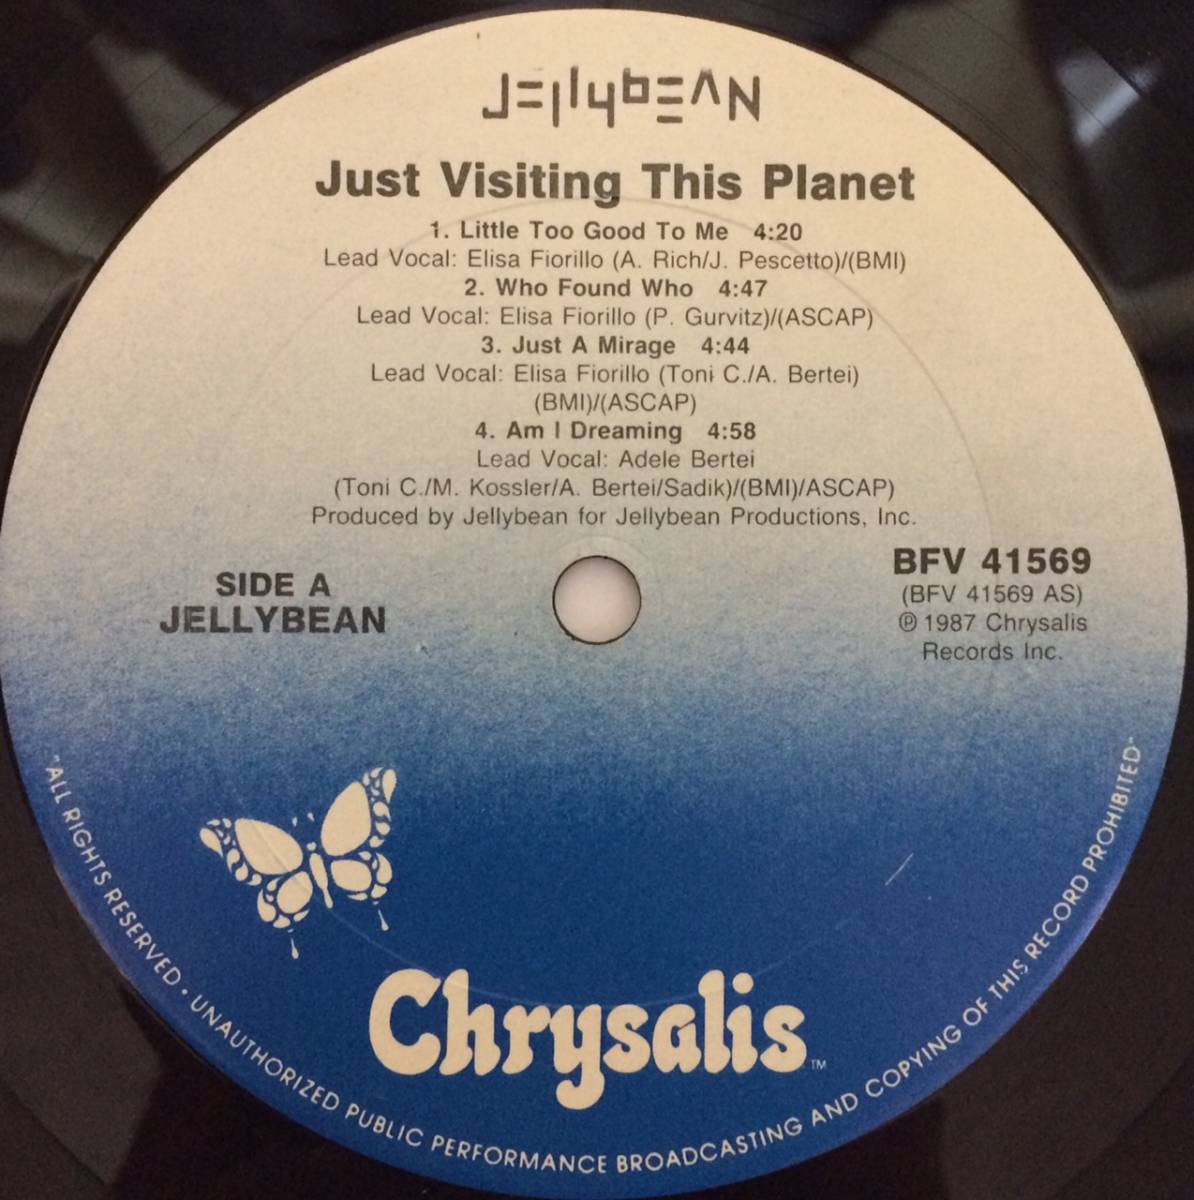 JELLYBEAN
Just Visiting This Planet
1. Little Too Good To Me 4:20
Lead Vocal: Elisa Fiorillo (A. Rich/J. Pescetto)/(BMI)
2. Who Found Who 4:47
Lead Vocal: Elisa Fiorillo (P. Gurvitz)/(ASCAP)
3. Just A Mirage 4:44
Lead Vocal: Elisa Fiorillo (Toni C./A. Bertei)
(BMI)/(ASCAP)
4. Am I Dreaming 4:58
Lead Vocal: Adele Bertei
(Toni C./M. Kossler/A. Bertei/Sadik)/(BMI)/ASCAP)
Produced by Jellybean for Jellybean Productions, Inc.
SIDE A
JELLYBEAN
BFV 41569
(BFV 41569 AS)
℗ 1987 Chrysalis
Records Inc.
Chrysalis™
"ALL RIGHTS RESERVED · UNAUTHORIZED PUBLIC PERFORMANCE BROADCASTING AND COPYING OF THIS RECORD PROHIBITED"